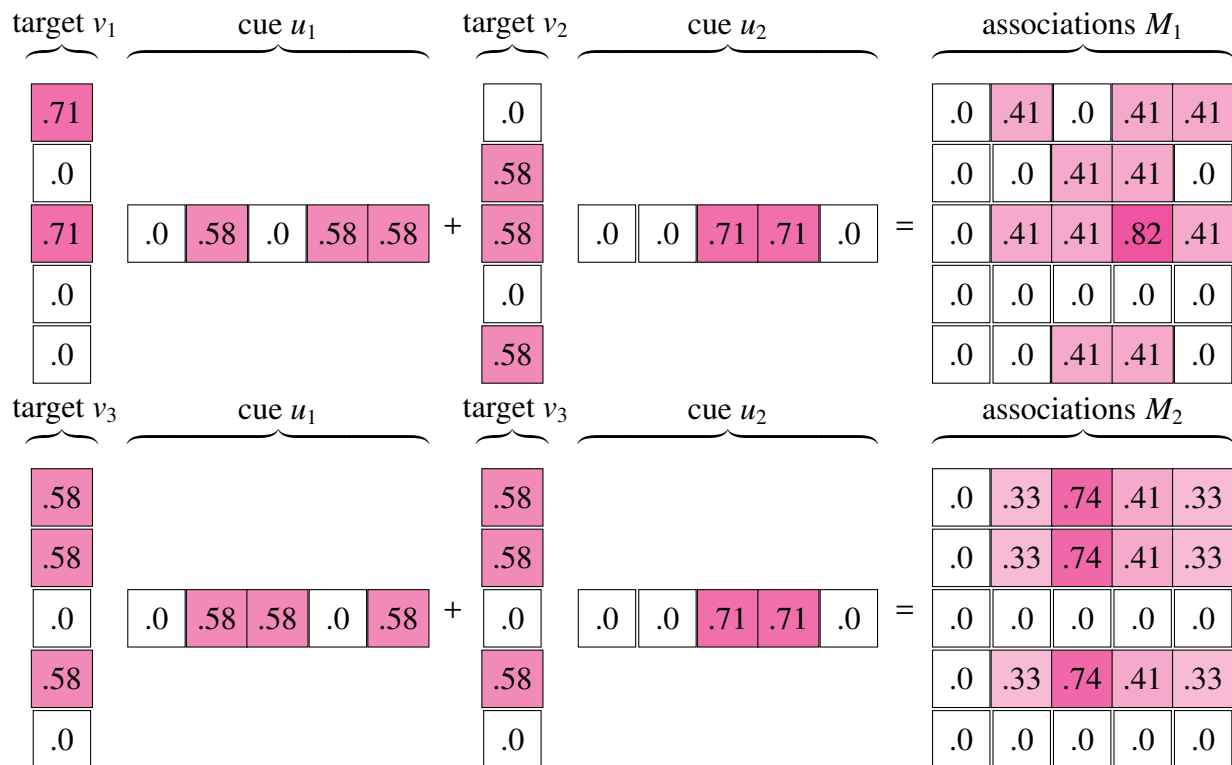 target v₁ cue u₁ target v₂ cue u₂ associations M₁
.71 .0 .0 .41 .0 .41 .41
.0 .58 .0 .0 .41 .41 .0
.71 .0 .58 .0 .58 .58 + .58 .0 .0 .71 .71 .0 = .0 .41 .41 .82 .41
.0 .0 .0 .0 .0 .0 .0
.0 .58 .0 .0 .41 .41 .0
target v₃ cue u₁ target v₃ cue u₂ associations M₂
.58 .58 .0 .33 .74 .41 .33
.58 .58 .0 .33 .74 .41 .33
.0 .0 .58 .58 .0 .58 + .0 .0 .0 .71 .71 .0 = .0 .0 .0 .0 .0
.58 .58 .0 .33 .74 .41 .33
.0 .0 .0 .0 .0 .0 .0